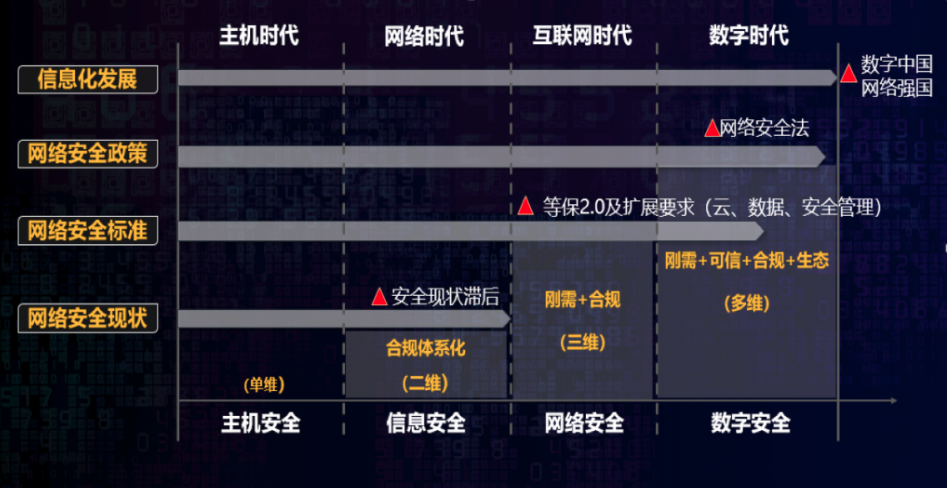 主机时代
网络时代
互联网时代
数字时代
信息化发展
数字中国
网络强国
网络安全政策
网络安全法
网络安全标准
等保2.0及扩展要求（云、数据、安全管理）
刚需+可信+合规+生态
（多维）
网络安全现状
安全现状滞后
刚需+合规
（三维）
合规体系化
（二维）
（单维）
主机安全
信息安全
网络安全
数字安全